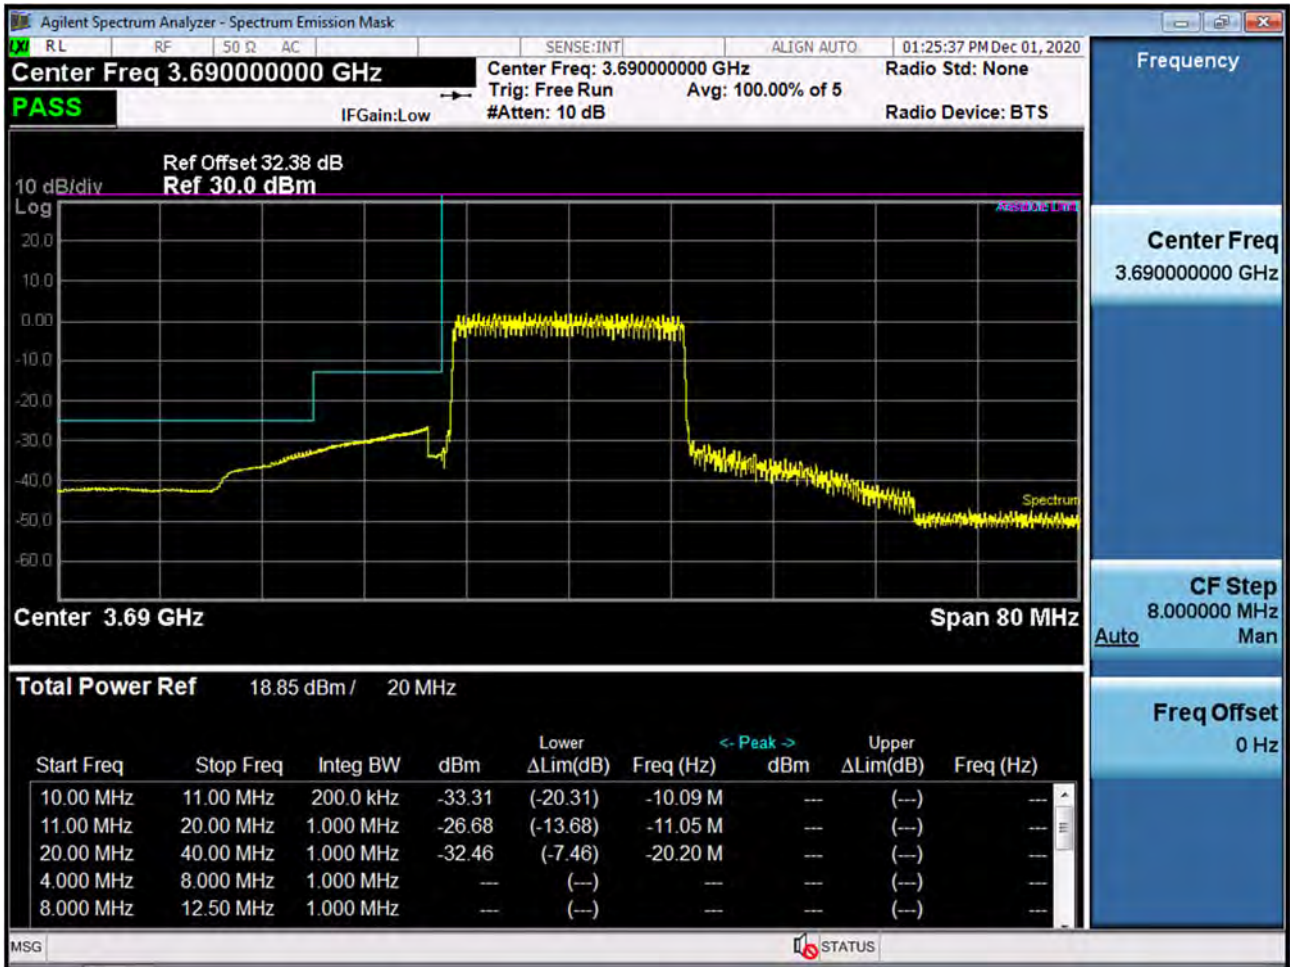 Agilent Spectrum Analyzer - Spectrum Emission Mask
LXI RL RF 50 Ω AC SENSE:INT ALIGN AUTO 01:25:37 PM Dec 01, 2020
Center Freq 3.690000000 GHz Center Freq: 3.690000000 GHz Radio Std: None
Trig: Free Run Avg: 100.00% of 5
PASS IFGain:Low #Atten: 10 dB Radio Device: BTS
Ref Offset 32.38 dB
10 dB/div Ref 30.0 dBm
Log
Absolute Limit
20.0
10.0
0.00
-10.0
-20.0
-30.0
-40.0
Spectrum
-50.0
-60.0
Center 3.69 GHz Span 80 MHz
Total Power Ref 18.85 dBm / 20 MHz
Lower <- Peak -> Upper
Start Freq Stop Freq Integ BW dBm ΔLim(dB) Freq (Hz) dBm ΔLim(dB) Freq (Hz)
10.00 MHz 11.00 MHz 200.0 kHz -33.31 (-20.31) -10.09 M --- (---) ---
11.00 MHz 20.00 MHz 1.000 MHz -26.68 (-13.68) -11.05 M --- (---) ---
20.00 MHz 40.00 MHz 1.000 MHz -32.46 (-7.46) -20.20 M --- (---) ---
4.000 MHz 8.000 MHz 1.000 MHz --- (---) --- --- (---) ---
8.000 MHz 12.50 MHz 1.000 MHz --- (---) --- --- (---) ---
MSG STATUS
Frequency
Center Freq
3.690000000 GHz
CF Step
8.000000 MHz
Auto Man
Freq Offset
0 Hz